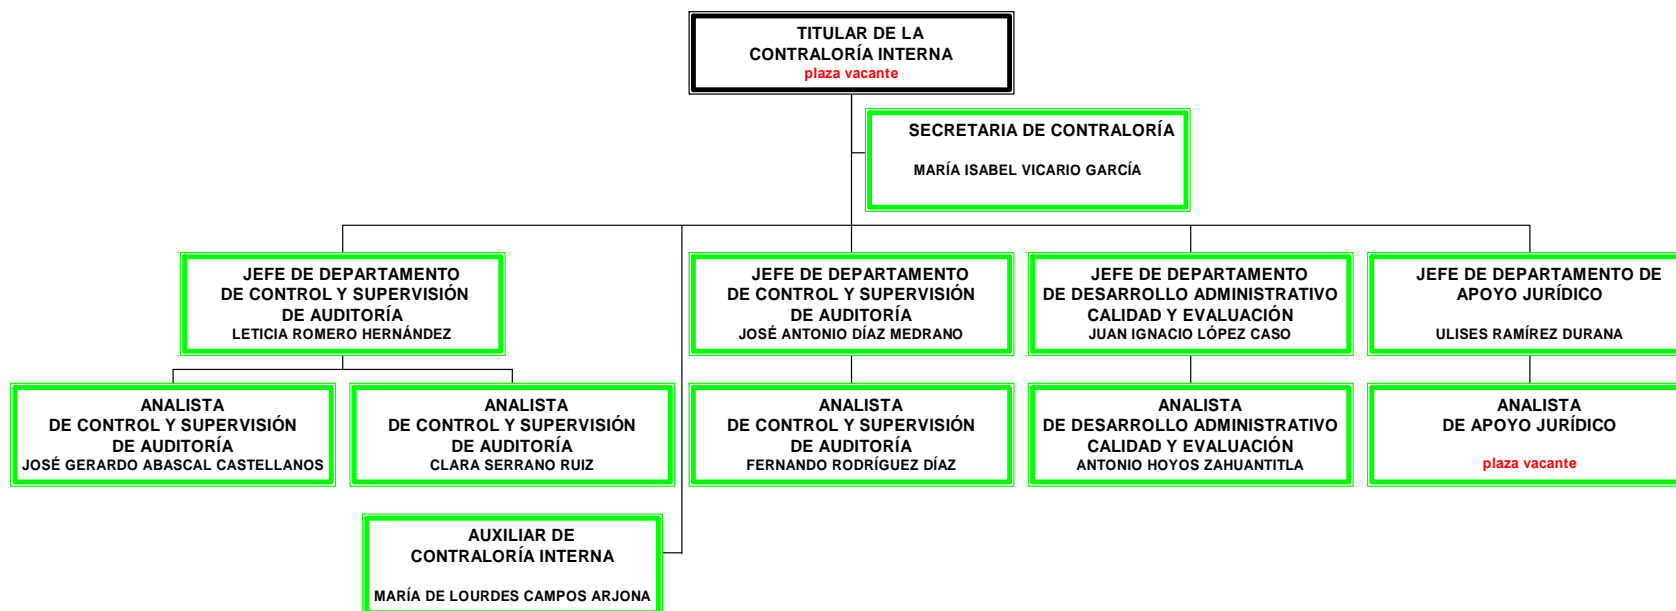 TITULAR DE LA
CONTRALORÍA INTERNA
plaza vacante
SECRETARIA DE CONTRALORÍA
MARÍA ISABEL VICARIO GARCÍA
JEFE DE DEPARTAMENTO
DE CONTROL Y SUPERVISIÓN
DE AUDITORÍA
LETICIA ROMERO HERNÁNDEZ
JEFE DE DEPARTAMENTO
DE CONTROL Y SUPERVISIÓN
DE AUDITORÍA
JOSÉ ANTONIO DÍAZ MEDRANO
JEFE DE DEPARTAMENTO
DE DESARROLLO ADMINISTRATIVO
CALIDAD Y EVALUACIÓN
JUAN IGNACIO LÓPEZ CASO
JEFE DE DEPARTAMENTO DE
APOYO JURÍDICO
ULISES RAMÍREZ DURANA
ANALISTA
DE CONTROL Y SUPERVISIÓN
DE AUDITORÍA
JOSÉ GERARDO ABASCAL CASTELLANOS
ANALISTA
DE CONTROL Y SUPERVISIÓN
DE AUDITORÍA
CLARA SERRANO RUIZ
ANALISTA
DE CONTROL Y SUPERVISIÓN
DE AUDITORÍA
FERNANDO RODRÍGUEZ DÍAZ
ANALISTA
DE DESARROLLO ADMINISTRATIVO
CALIDAD Y EVALUACIÓN
ANTONIO HOYOS ZAHUANTITLA
ANALISTA
DE APOYO JURÍDICO
plaza vacante
AUXILIAR DE
CONTRALORÍA INTERNA
MARÍA DE LOURDES CAMPOS ARJONA